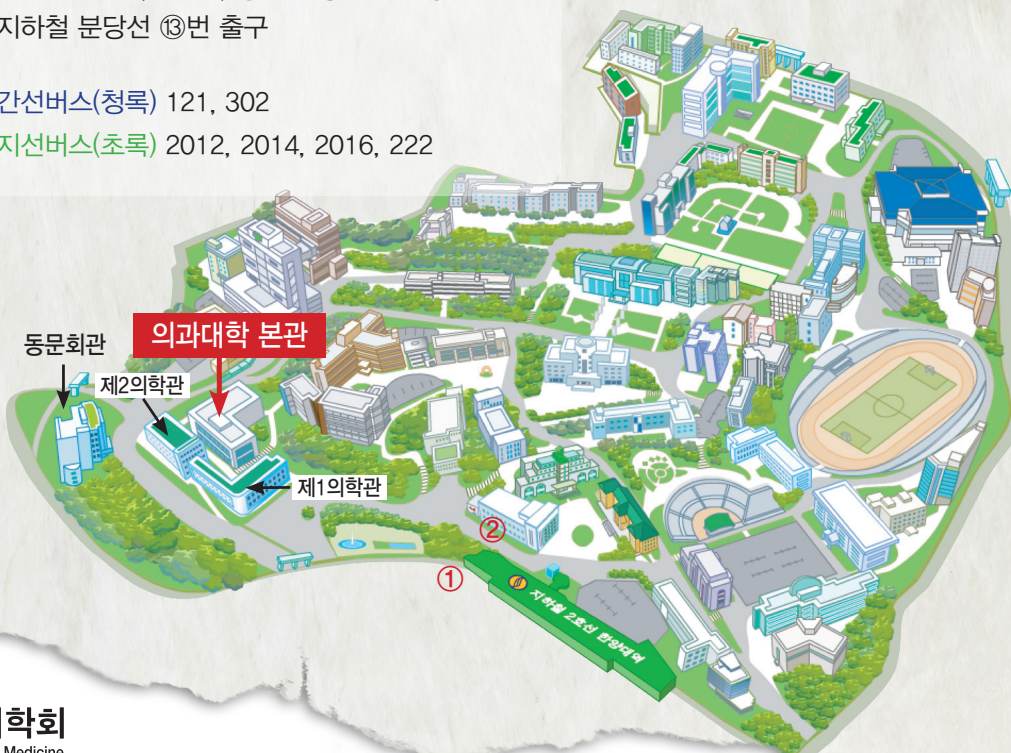 지하철 분당선 ⑬번 출구
간선버스(청록) 121, 302
지선버스(초록) 2012, 2014, 2016, 222
동문회관
의과대학 본관
제2의학관
제1의학관
②
①
지하철 2호선 한양대역
의학회
Medicine